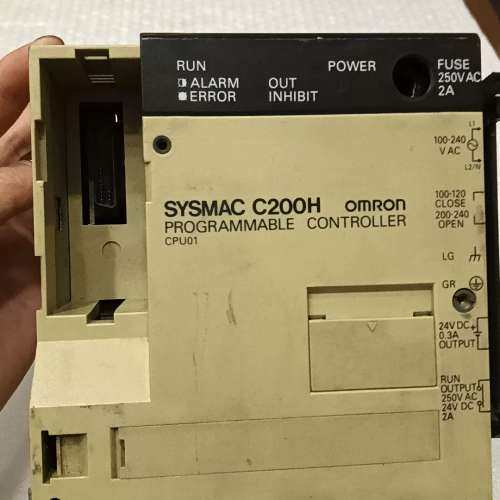 RUN
POWER
FUSE
250V AC
2A
ALARM
OUT
ERROR
INHIBIT
L1
100-240
V AC
L2/N
SYSMAC C200H
omron
PROGRAMMABLE CONTROLLER
CPU01
100-120
CLOSE
200-240
OPEN
LG
GR
24V DC
+
0.3A
OUTPUT
RUN
OUTPUT
250V AC
24V DC
2A